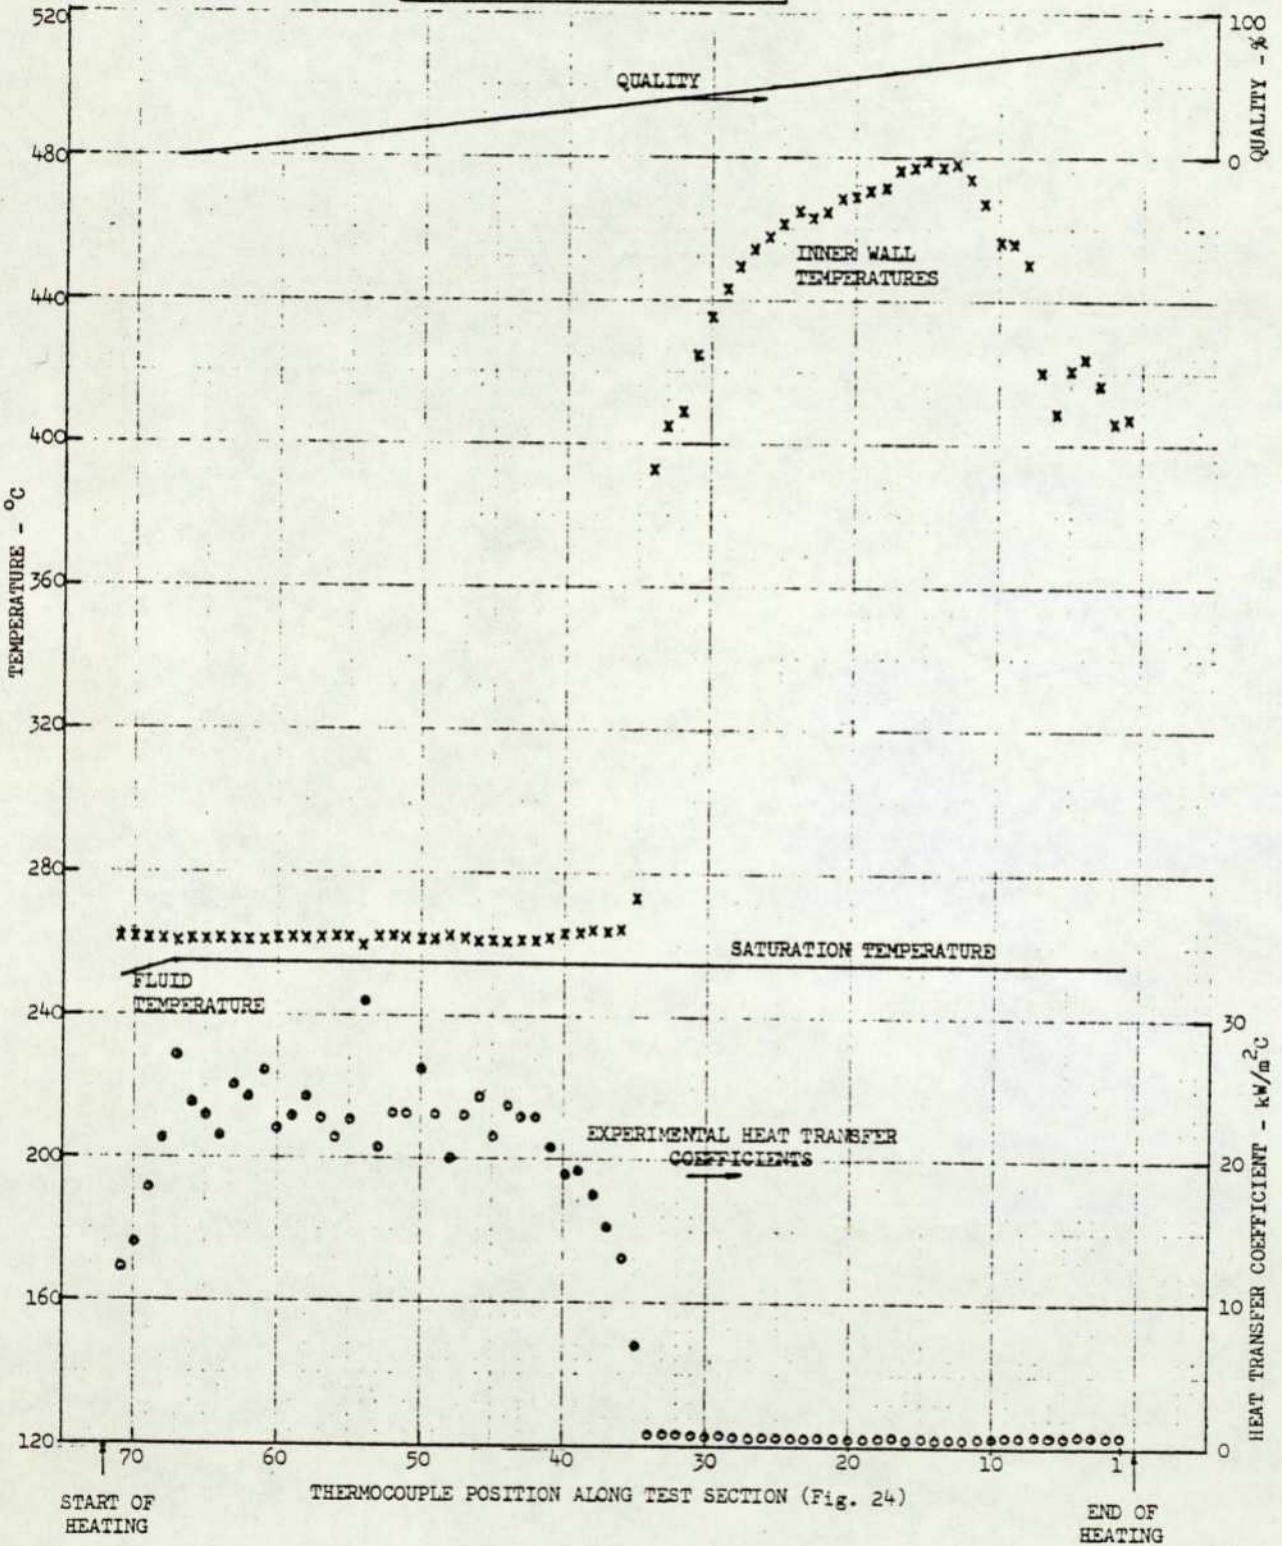 520
100
QUALITY
QUALITY - %
480
0
INNER WALL
TEMPERATURES
440
400
TEMPERATURE - °C
360
320
280
SATURATION TEMPERATURE
FLUID
TEMPERATURE
240
30
EXPERIMENTAL HEAT TRANSFER
COEFFICIENTS
200
20
HEAT TRANSFER COEFFICIENT - kW/m²C
160
10
120
0
70 60 50 40 30 20 10 1
THERMOCOUPLE POSITION ALONG TEST SECTION (Fig. 24)
START OF
HEATING
END OF
HEATING